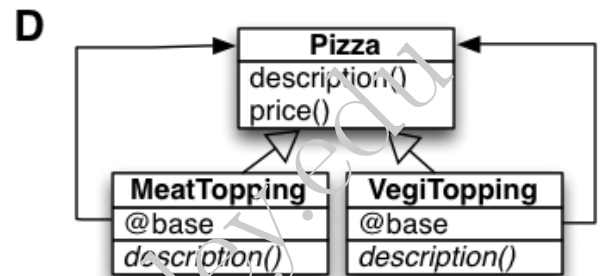 D
Pizza
description()
price()
MeatTopping
@base
description()
VegiTopping
@base
description()